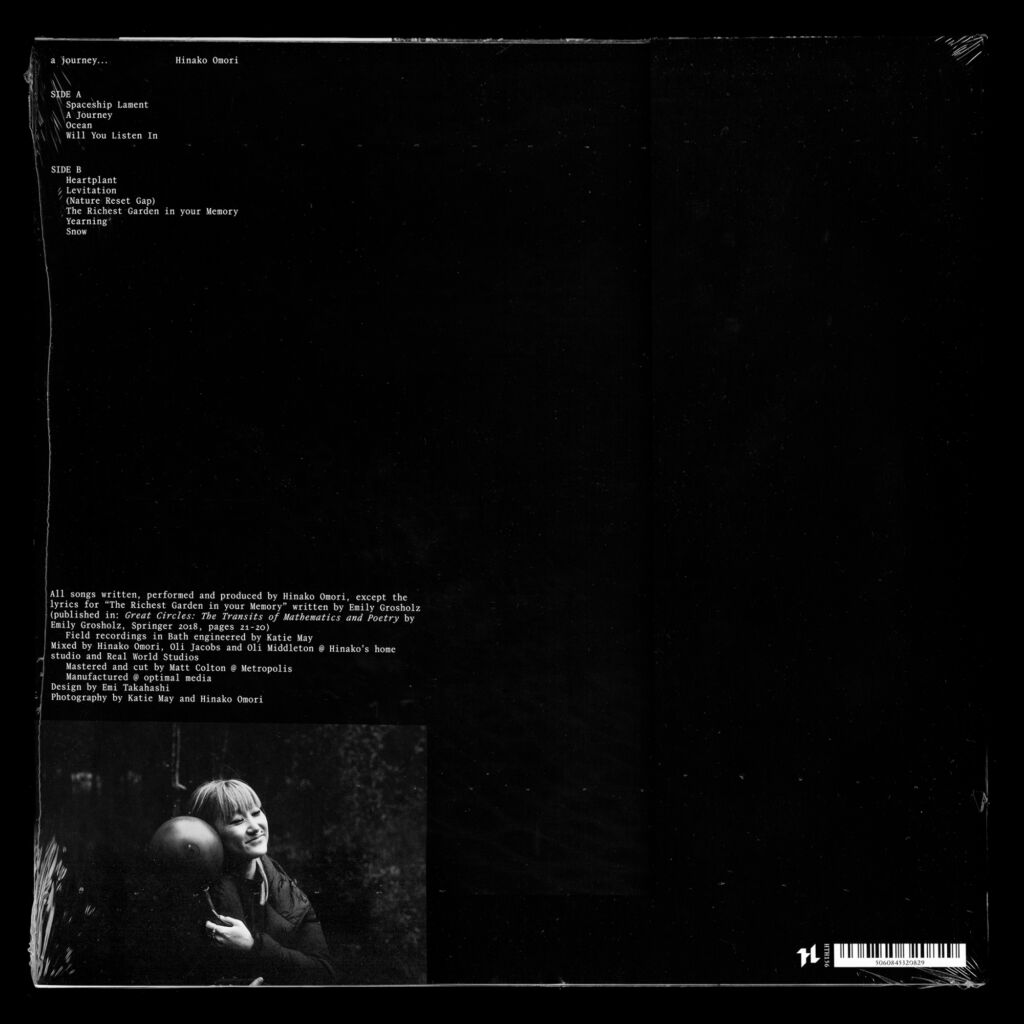 a journey... Hinako Omori
SIDE A
Spaceship Lament
A Journey
Ocean
Will You Listen In
SIDE B
Heartplant
Levitation
(Nature Reset Gap)
The Richest Garden in your Memory
Yearning
Snow
All songs written, performed and produced by Hinako Omori, except the
lyrics for “The Richest Garden in your Memory” written by Emily Grosholz
(published in: Great Circles: The Transits of Mathematics and Poetry by
Emily Grosholz, Springer 2018, pages 21-20)
Field recordings in Bath engineered by Katie May
Mixed by Hinako Omori, Oli Jacobs and Oli Middleton @ Hinako’s home
studio and Real World Studios
Mastered and cut by Matt Colton @ Metropolis
Manufactured @ optimal media
Design by Emi Takahashi
Photography by Katie May and Hinako Omori
HTH156
5060845320829